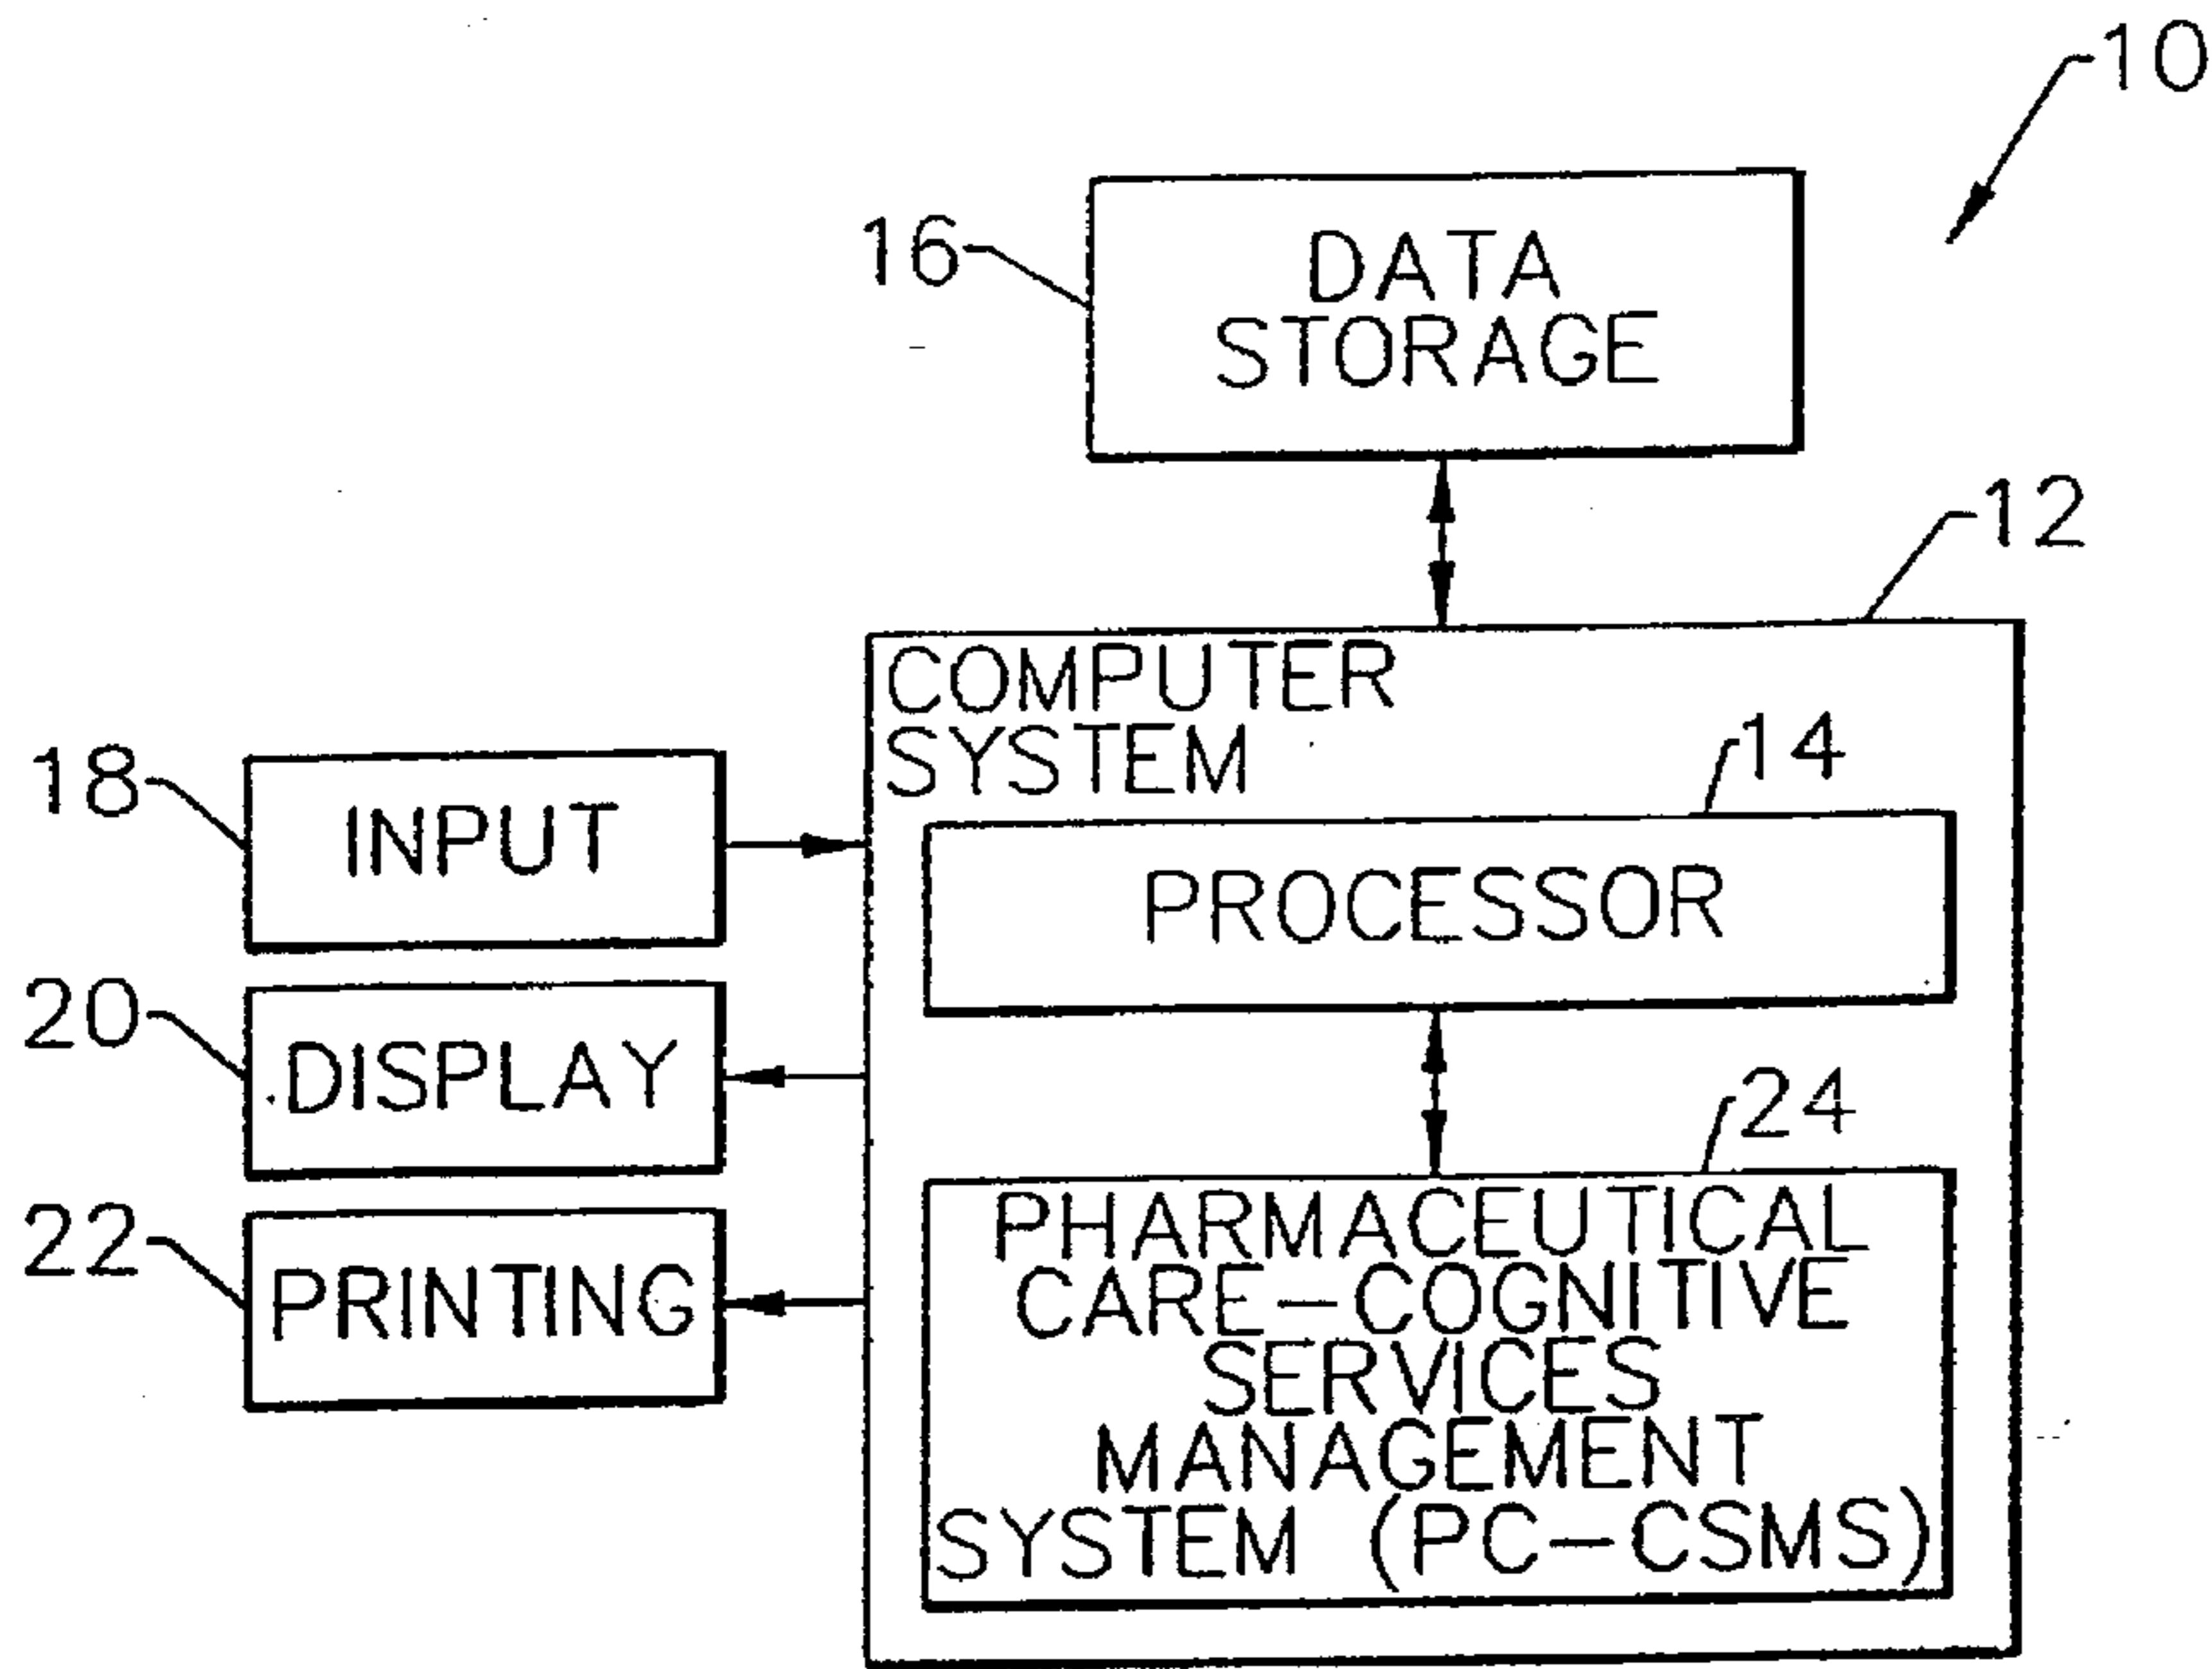 10
16
DATA
STORAGE
12
COMPUTER
SYSTEM
14
PROCESSOR
18
INPUT
20
DISPLAY
22
PRINTING
24
PHARMACEUTICAL
CARE-COGNITIVE
SERVICES
MANAGEMENT
SYSTEM (PC-CSMS)